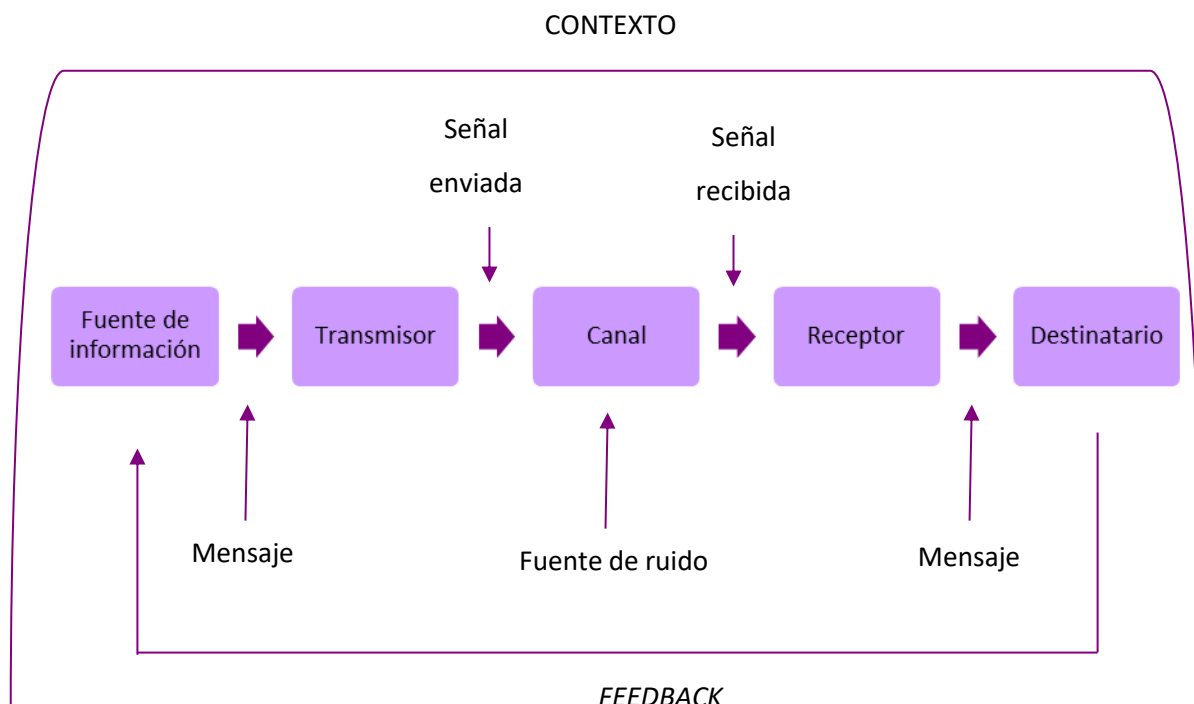 CONTEXTO
Señal
enviada
Señal
recibida
Fuente de
información
Transmisor
Canal
Receptor
Destinatario
Mensaje
Fuente de ruido
Mensaje
FEEDBACK